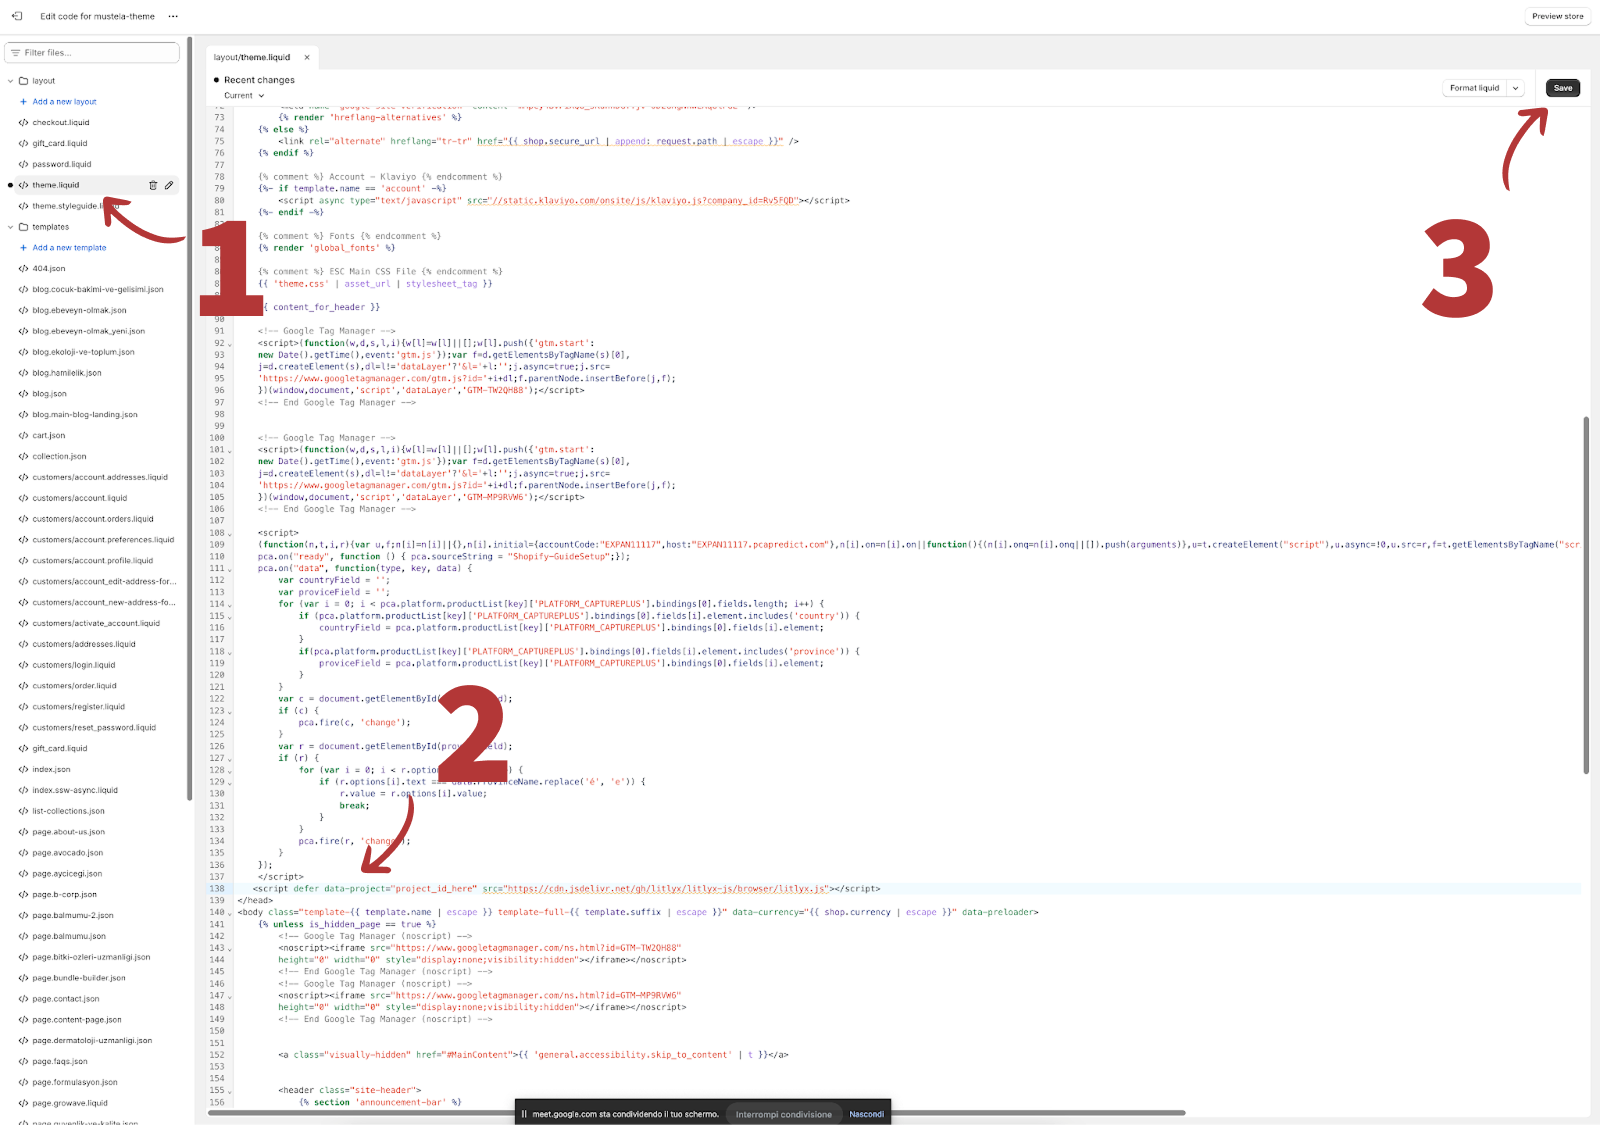 Edit code for mustela-theme ...
Preview store
Filter files...
layout
Add a new layout
checkout.liquid
gift_card.liquid
password.liquid
theme.liquid
theme.styleguide.
templates
Add a new template
404.json
blog.cocuk-bakimi-ve-gelisimi.json
blog.ebeveyn-olmak.json
blog.ebeveyn-olmak_yeni.json
blog.ekoloji-ve-toplum.json
blog.hamilelik.json
blog.json
blog.main-blog-landing.json
cart.json
collection.json
customers/account.addresses.liquid
customers/account.liquid
customers/account.orders.liquid
customers/account.preferences.liquid
customers/account.profile.liquid
customers/account_edit-address-for...
customers/account_new-address-fo...
customers/activate_account.liquid
customers/addresses.liquid
customers/login.liquid
customers/order.liquid
customers/register.liquid
customers/reset_password.liquid
gift_card.liquid
index.json
index.ssw-async.liquid
list-collections.json
page.about-us.json
page.avocado.json
page.aycicegi.json
page.b-corp.json
page.balmumu-2.json
page.balmumu.json
page.bitki-ozleri-uzmanligi.json
page.bundle-builder.json
page.contact.json
page.content-page.json
page.dermatoloji-uzmanligi.json
page.faqs.json
page.formulasyon.json
page.growave.liquid
page.guvenlik-ve-kalite.json
1
layout/theme.liquid
Recent changes
Current
Format liquid
Save
3
73 {% render 'hreflang-alternatives' %}
74 {% else %}
75 <link rel="alternate" hreflang="tr-tr" href="{{ shop.secure_url | append: request.path | escape }}" />
76 {% endif %}
77
78 {% comment %} Account - Klaviyo {% endcomment %}
79 {%- if template.name == 'account' -%}
80 <script async type="text/javascript" src="//static.klaviyo.com/onsite/js/klaviyo.js?company_id=Rv5FQD"></script>
81 {%- endif -%}
{% comment %} Fonts {% endcomment %}
{% render 'global_fonts' %}
{% comment %} ESC Main CSS File {% endcomment %}
{{ 'theme.css' | asset_url | stylesheet_tag }}
{ content_for_header }}
90
91 <!-- Google Tag Manager -->
92 <script>(function(w,d,s,l,i){w[l]=w[l]||[];w[l].push({'gtm.start':
93 new Date().getTime(),event:'gtm.js'});var f=d.getElementsByTagName(s)[0],
94 j=d.createElement(s),dl=l!='dataLayer'?'&l='+l:'';j.async=true;j.src=
95 'https://www.googletagmanager.com/gtm.js?id='+i+dl;f.parentNode.insertBefore(j,f);
96 })(window,document,'script','dataLayer','GTM-TW2QH88');</script>
97 <!-- End Google Tag Manager -->
98
99
100 <!-- Google Tag Manager -->
101 <script>(function(w,d,s,l,i){w[l]=w[l]||[];w[l].push({'gtm.start':
102 new Date().getTime(),event:'gtm.js'});var f=d.getElementsByTagName(s)[0],
103 j=d.createElement(s),dl=l!='dataLayer'?'&l='+l:'';j.async=true;j.src=
104 'https://www.googletagmanager.com/gtm.js?id='+i+dl;f.parentNode.insertBefore(j,f);
105 })(window,document,'script','dataLayer','GTM-MP9RVW6');</script>
106 <!-- End Google Tag Manager -->
107
108 <script>
109 (function(n,t,i,r){var u,f;n[i]=n[i]||{},n[i].initial={accountCode:"EXPAN11117",host:"EXPAN11117.pcapredict.com"},n[i].on=n[i].on||function(){(n[i].onq=n[i].onq||[]).push(arguments)},u=t.createElement("script"),u.async=!0,u.src=r,f=t.getElementsByTagName("scr
110 pca.on("ready", function () { pca.sourceString = "Shopify-GuideSetup";});
111 pca.on("data", function(type, key, data) {
112 var countryField = '';
113 var proviceField = '';
114 for (var i = 0; i < pca.platform.productList[key]['PLATFORM_CAPTUREPLUS'].bindings[0].fields.length; i++) {
115 if (pca.platform.productList[key]['PLATFORM_CAPTUREPLUS'].bindings[0].fields[i].element.includes('country')) {
116 countryField = pca.platform.productList[key]['PLATFORM_CAPTUREPLUS'].bindings[0].fields[i].element;
117 }
118 if(pca.platform.productList[key]['PLATFORM_CAPTUREPLUS'].bindings[0].fields[i].element.includes('province')) {
119 proviceField = pca.platform.productList[key]['PLATFORM_CAPTUREPLUS'].bindings[0].fields[i].element;
120 }
121 }
122 var c = document.getElementById( d);
123 if (c) {
124 pca.fire(c, 'change');
125 }
126 var r = document.getElementById(pro eld);
127 if (r) {
128 for (var i = 0; i < r.optio ) {
129 if (r.options[i].text == inceName.replace('é', 'e')) {
130 r.value = r.options[i].value;
131 break;
132 }
133 }
134 pca.fire(r, 'change');
135 }
136 });
137 </script>
138 <script defer data-project="project_id_here" src="https://cdn.jsdelivr.net/gh/litlyx/litlyx-js/browser/litlyx.js"></script>
139 </head>
140 <body class="template-{{ template.name | escape }} template-full-{{ template.suffix | escape }}" data-currency="{{ shop.currency | escape }}" data-preloader>
141 {% unless is_hidden_page == true %}
142 <!-- Google Tag Manager (noscript) -->
143 <noscript><iframe src="https://www.googletagmanager.com/ns.html?id=GTM-TW2QH88"
144 height="0" width="0" style="display:none;visibility:hidden"></iframe></noscript>
145 <!-- End Google Tag Manager (noscript) -->
146 <!-- Google Tag Manager (noscript) -->
147 <noscript><iframe src="https://www.googletagmanager.com/ns.html?id=GTM-MP9RVW6"
148 height="0" width="0" style="display:none;visibility:hidden"></iframe></noscript>
149 <!-- End Google Tag Manager (noscript) -->
150
151
152 <a class="visually-hidden" href="#MainContent">{{ 'general.accessibility.skip_to_content' | t }}</a>
153
154
155 <header class="site-header">
156 {% section 'announcement-bar' %}
2
meet.google.com sta condividendo il tuo schermo.
Interrompi condivisione
Nascondi